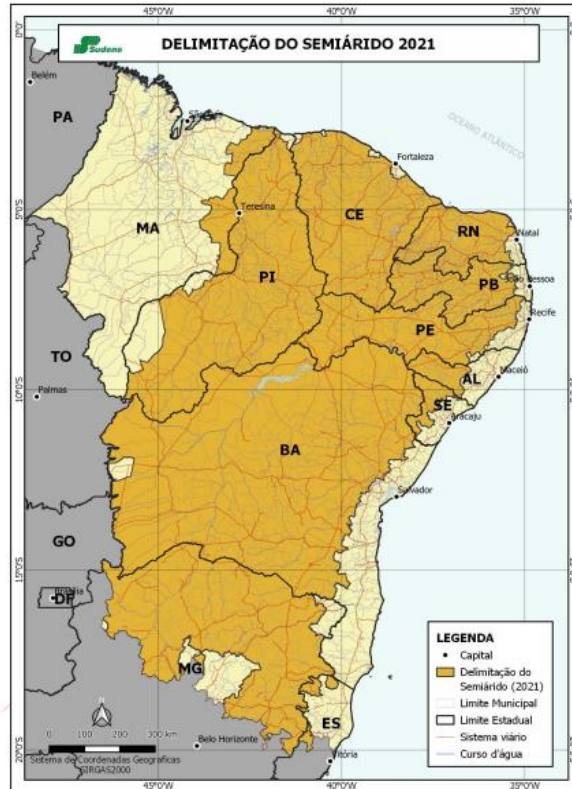 45°0'O 40°0'O 35°0'O
Sudene
DELIMITAÇÃO DO SEMIÁRIDO 2021
0°0'
Belém
PA
OCEANO ATLÂNTICO
Fortaleza
5°0'S
Teresina
CE
RN
Natal
MA
PI
PB
João Pessoa
PE
Recife
TO
AL
Maceió
10°0'S
Palmas
SE
Aracaju
BA
Salvador
GO
15°0'S
Brasília
DF
MG
ES
Belo Horizonte
Vitória
20°0'S
0 100 200 300 km
Sistema de Coordenadas Geográficas
SIRGAS2000
LEGENDA
Capital
Delimitação do
Semiárido (2021)
Limite Municipal
Limite Estadual
Sistema viário
Curso d'água
45°0'O 40°0'O 35°0'O